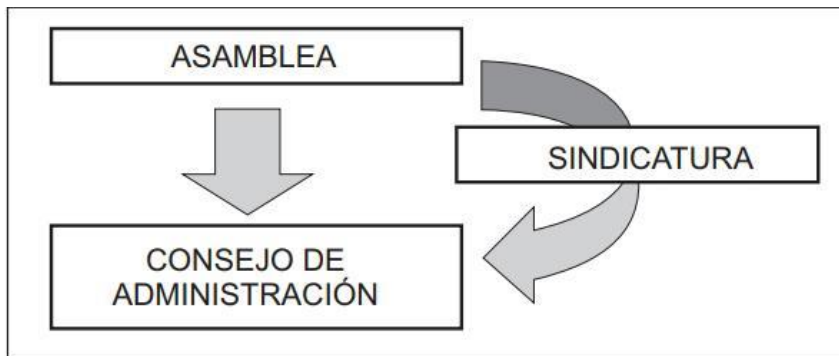 ASAMBLEA
SINDICATURA
CONSEJO DE
ADMINISTRACIÓN